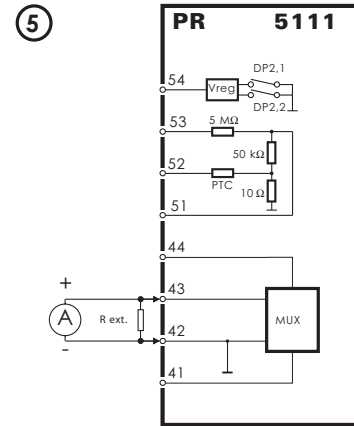 5
PR 5111
54
Vreg
DP2,1
DP2,2
53
5 MΩ
50 kΩ
52
PTC
10 Ω
51
44
+
43
A
R ext.
MUX
42
-
41